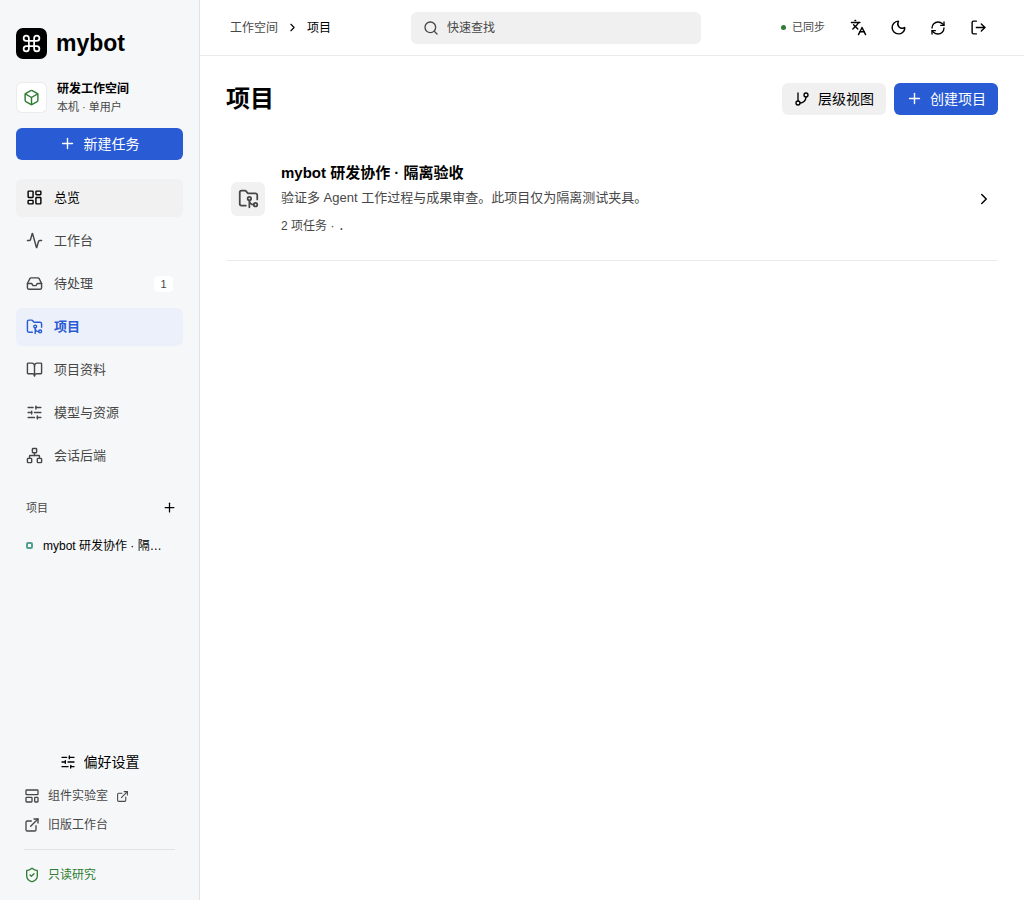 mybot
研发工作空间
本机 · 单用户
新建任务
总览
工作台
待处理 1
项目
项目资料
模型与资源
会话后端
项目
mybot 研发协作 · 隔…
偏好设置
组件实验室
旧版工作台
只读研究
工作空间 > 项目
快速查找
已同步
项目
层级视图
创建项目
mybot 研发协作 · 隔离验收
验证多 Agent 工作过程与成果审查。此项目仅为隔离测试夹具。
2 项任务 · .